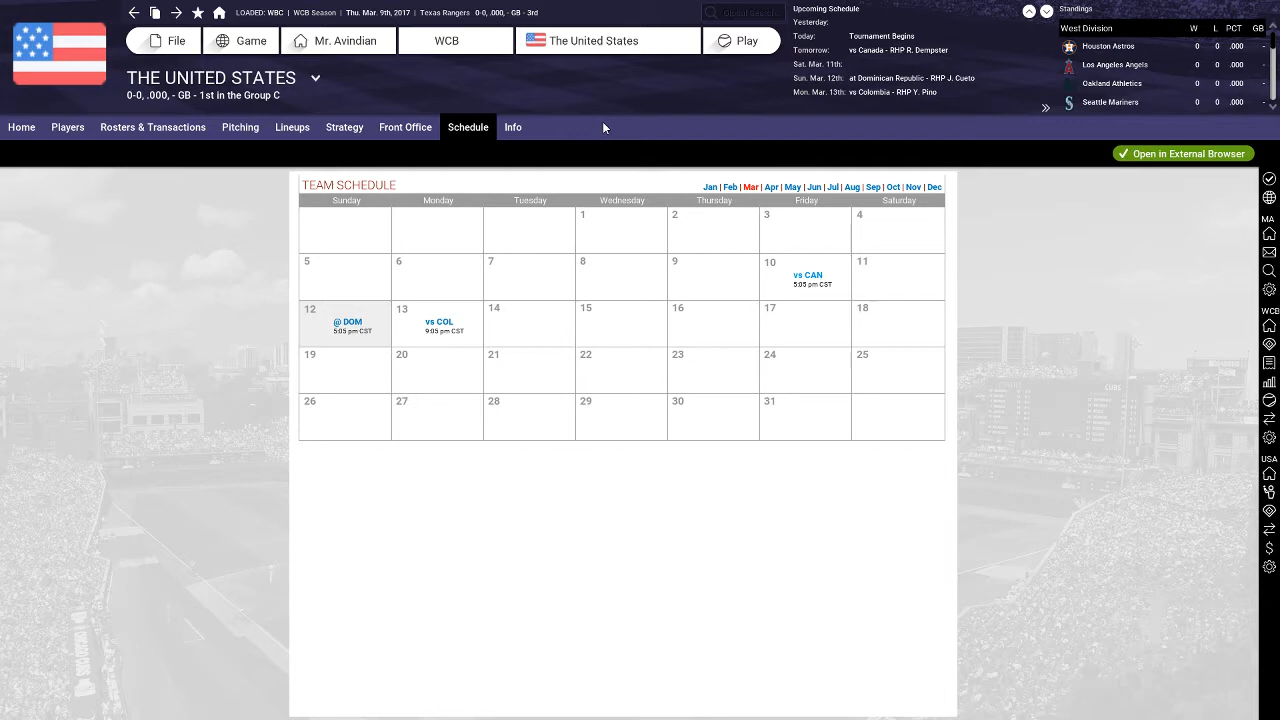 LOADED: WBC | WCB Season | Thu. Mar. 9th, 2017 | Texas Rangers 0-0, .000, - GB - 3rd
Global Search
File
Game
Mr. Avindian
WCB
The United States
Play
THE UNITED STATES
0-0, .000, - GB - 1st in the Group C
Upcoming Schedule
Yesterday:
Today: Tournament Begins
Tomorrow: vs Canada - RHP R. Dempster
Sat. Mar. 11th:
Sun. Mar. 12th: at Dominican Republic - RHP J. Cueto
Mon. Mar. 13th: vs Colombia - RHP Y. Pino
Standings
West Division W L PCT GB
Houston Astros 0 0 .000 -
Los Angeles Angels 0 0 .000 -
Oakland Athletics 0 0 .000 -
Seattle Mariners 0 0 .000 -
Home Players Rosters & Transactions Pitching Lineups Strategy Front Office Schedule Info
Open in External Browser
TEAM SCHEDULE
Jan | Feb | Mar | Apr | May | Jun | Jul | Aug | Sep | Oct | Nov | Dec
Sunday Monday Tuesday Wednesday Thursday Friday Saturday
1 2 3 4
5 6 7 8 9 10 11
vs CAN
5:05 pm CST
12 13 14 15 16 17 18
@ DOM vs COL
5:05 pm CST 9:05 pm CST
19 20 21 22 23 24 25
26 27 28 29 30 31
MA
WCB
USA
CUBS